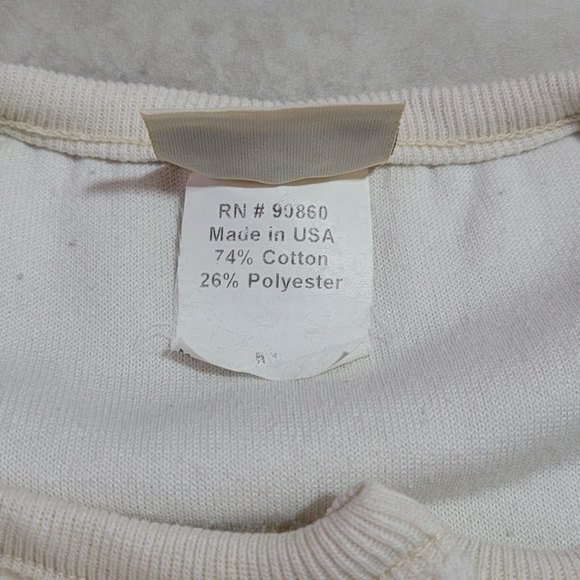 RN # 90860
Made in USA
74% Cotton
26% Polyester